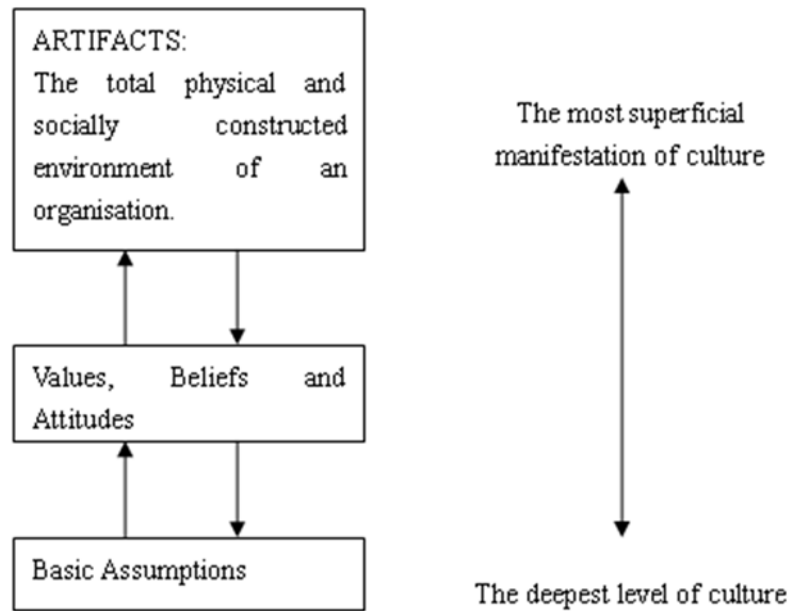 ARTIFACTS:
The total physical and
socially constructed
environment of an
organisation.
The most superficial
manifestation of culture
Values, Beliefs and
Attitudes
Basic Assumptions
The deepest level of culture